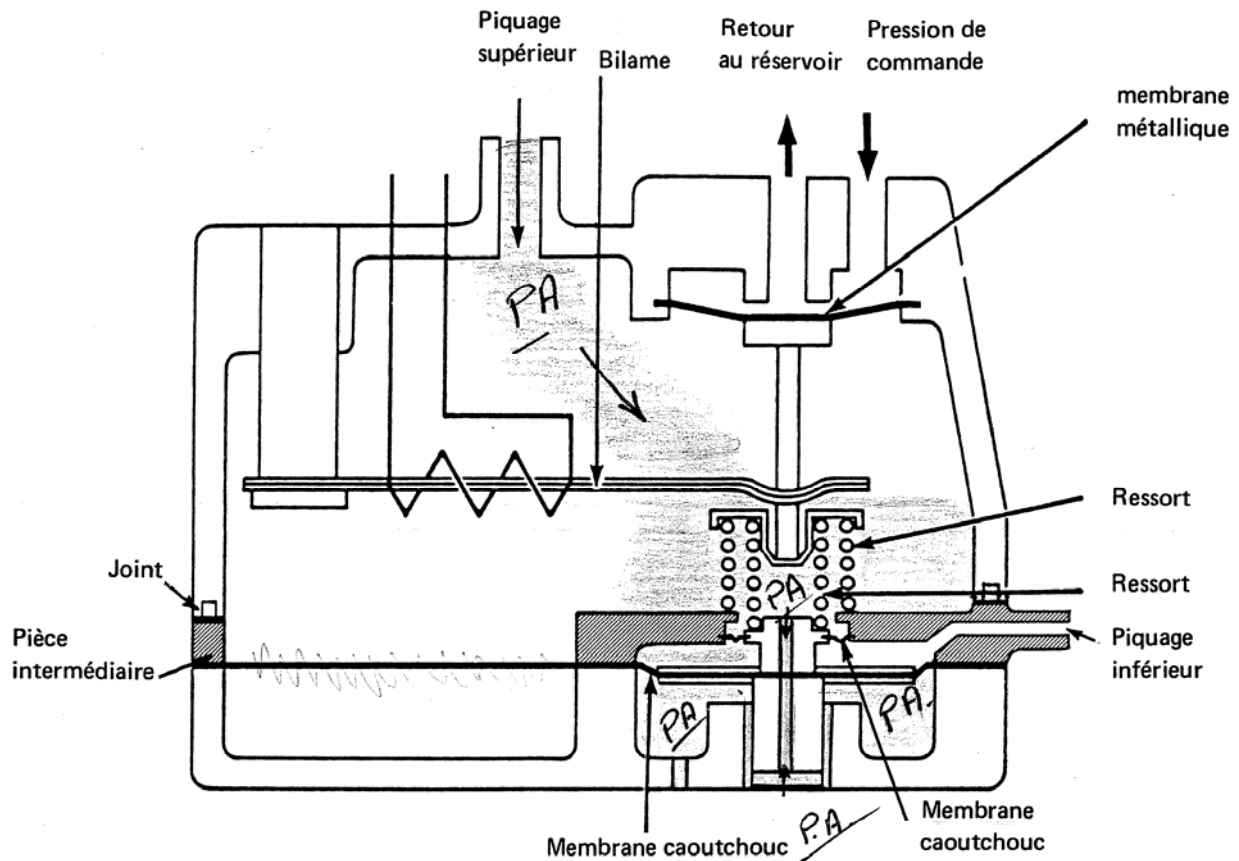 Piquage
supérieur
Bilame
Retour
au réservoir
Pression de
commande
membrane
métallique
PA
Ressort
Joint
Ressort
PA
Pièce
intermédiaire
Piquage
inférieur
PA
PA.
Membrane caoutchouc
P.A
Membrane
caoutchouc